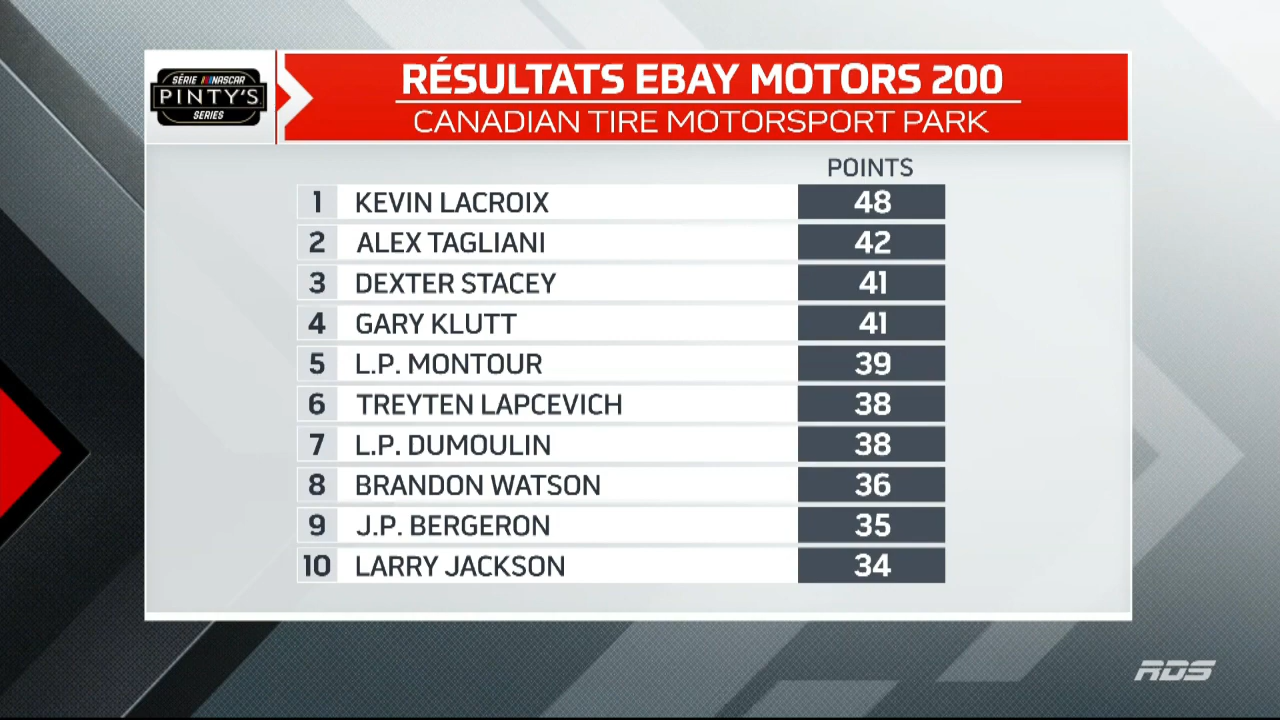 SÉRIE NASCAR
PINTY'S
SERIES
RÉSULTATS EBAY MOTORS 200
CANADIAN TIRE MOTORSPORT PARK
POINTS
1 KEVIN LACROIX 48
2 ALEX TAGLIANI 42
3 DEXTER STACEY 41
4 GARY KLUTT 41
5 L.P. MONTOUR 39
6 TREYTEN LAPCEVICH 38
7 L.P. DUMOULIN 38
8 BRANDON WATSON 36
9 J.P. BERGERON 35
10 LARRY JACKSON 34
RDS